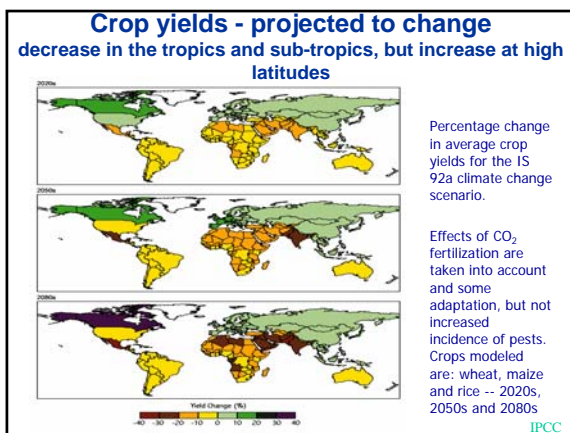 Crop yields - projected to change
decrease in the tropics and sub-tropics, but increase at high
latitudes
2020s
2050s
2080s
Yield Change (%)
-40 -30 -20 -10 0 10 20 30 40
Percentage change
in average crop
yields for the IS
92a climate change
scenario.
Effects of CO2
fertilization are
taken into account
and some
adaptation, but not
increased
incidence of pests.
Crops modeled
are: wheat, maize
and rice -- 2020s,
2050s and 2080s
IPCC